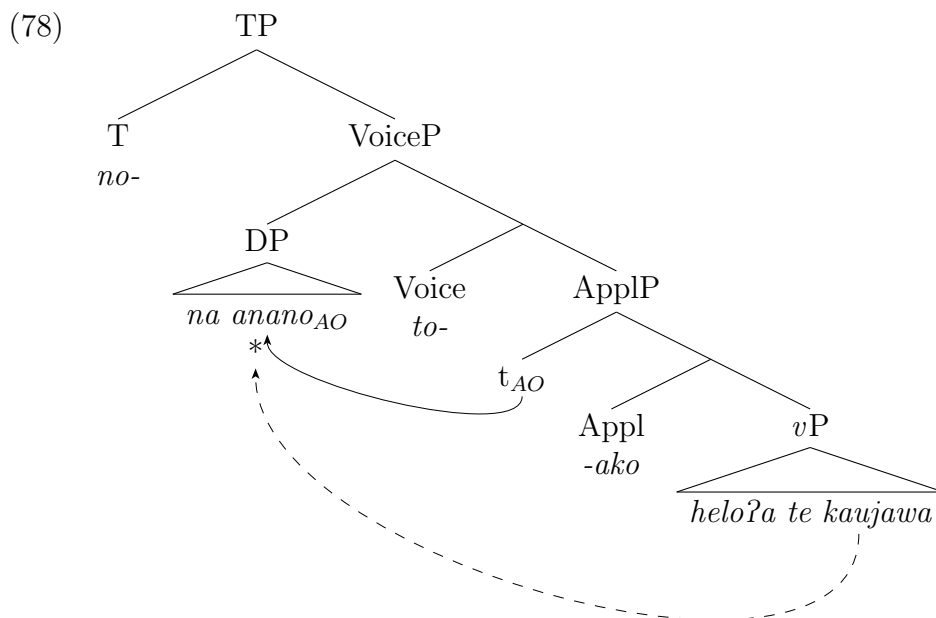 (78)
TP
T
VoiceP
no-
DP
Voice
ApplP
na anano_AO
to-
*
t_AO
Appl
vP
-ako
heloʔa te kaujawa